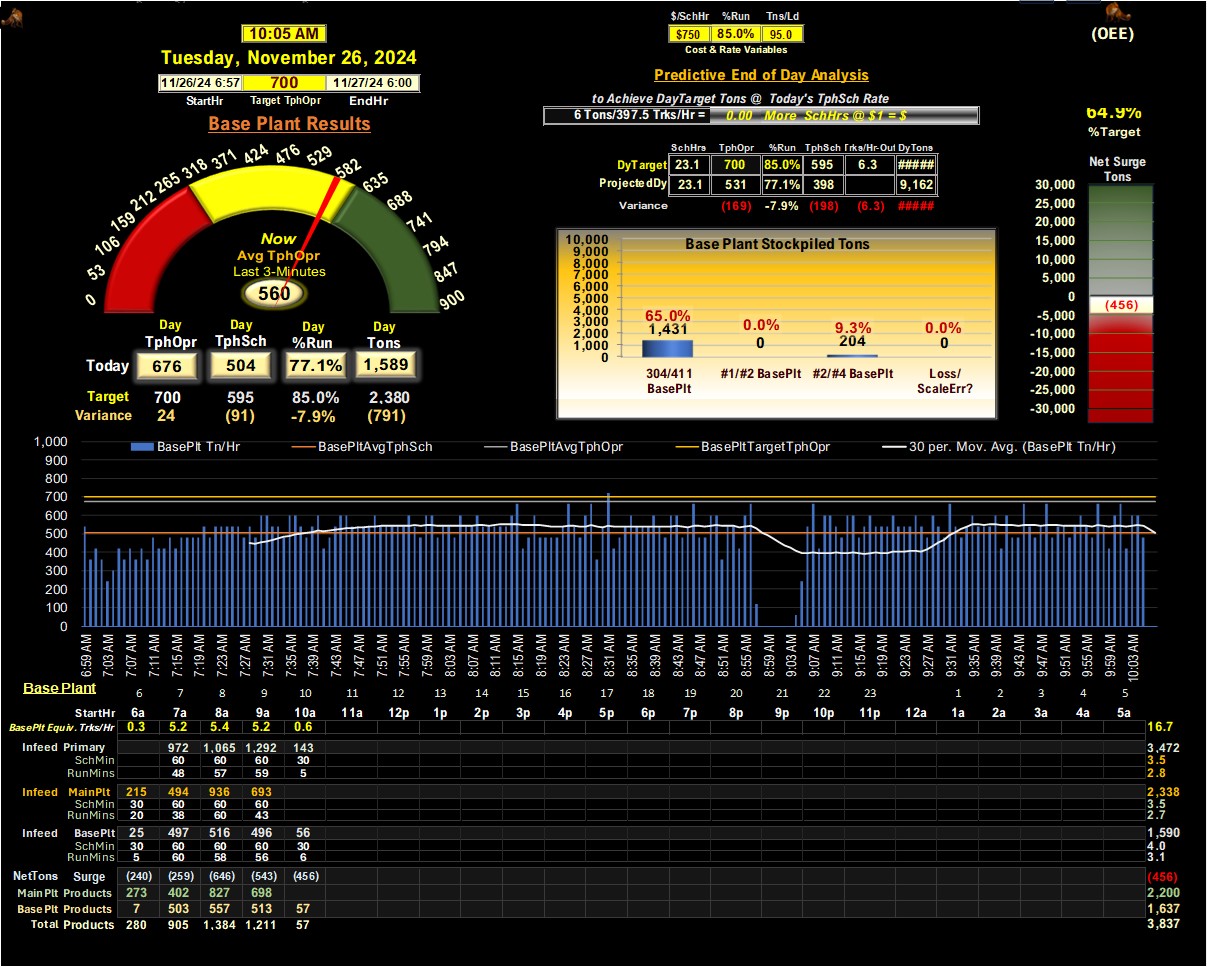 10:05 AM
Tuesday, November 26, 2024
11/26/24 6:57 700 11/27/24 6:00
StartHr Target TphOpr EndHr
Base Plant Results
$/SchHr %Run Tns/Ld
$750 85.0% 95.0
Cost & Rate Variables
Predictive End of Day Analysis
to Achieve DayTarget Tons @ Today's TphSch Rate
6 Tons/397.5 Trks/Hr = 0.00 More SchHrs @ $1 = $
SchHrs TphOpr %Run TphSch Trks/Hr-Out DyTons
DyTarget 23.1 700 85.0% 595 6.3 #####
ProjectedDy 23.1 531 77.1% 398 9,162
Variance (169) -7.9% (198) (6.3) #####
(OEE)
64.9%
%Target
Net Surge
Tons
30,000
25,000
20,000
15,000
10,000
5,000
0
(456)
-5,000
-10,000
-15,000
-20,000
-25,000
-30,000
0 53 106 159 212 265 318 371 424 476 529 582 635 688 741 794 847 900
Now
Avg TphOpr
Last 3-Minutes
560
Day Day Day Day
TphOpr TphSch %Run Tons
Today 676 504 77.1% 1,589
Target 700 595 85.0% 2,380
Variance 24 (91) -7.9% (791)
Base Plant Stockpiled Tons
10,000
9,000
8,000
7,000
6,000
5,000
4,000
3,000
2,000
1,000
0
65.0% 0.0% 9.3% 0.0%
1,431 0 204 0
304/411 #1/#2 BasePlt #2/#4 BasePlt Loss/
BasePlt ScaleErr?
BasePlt Tn/Hr BasePltAvgTphSch BasePltAvgTphOpr BasePltTargetTphOpr 30 per. Mov. Avg. (BasePlt Tn/Hr)
1,000
900
800
700
600
500
400
300
200
100
0
6:59 AM 7:03 AM 7:07 AM 7:11 AM 7:15 AM 7:19 AM 7:23 AM 7:27 AM 7:31 AM 7:35 AM 7:39 AM 7:43 AM 7:47 AM 7:51 AM 7:55 AM 7:59 AM 8:03 AM 8:07 AM 8:11 AM 8:15 AM 8:19 AM 8:23 AM 8:27 AM 8:31 AM 8:35 AM 8:39 AM 8:43 AM 8:47 AM 8:51 AM 8:55 AM 8:59 AM 9:03 AM 9:07 AM 9:11 AM 9:15 AM 9:19 AM 9:23 AM 9:27 AM 9:31 AM 9:35 AM 9:39 AM 9:43 AM 9:47 AM 9:51 AM 9:55 AM 9:59 AM 10:03 AM
Base Plant 6 7 8 9 10 11 12 13 14 15 16 17 18 19 20 21 22 23 1 2 3 4 5
StartHr 6a 7a 8a 9a 10a 11a 12p 1p 2p 3p 4p 5p 6p 7p 8p 9p 10p 11p 12a 1a 2a 3a 4a 5a
BasePlt Equiv. Trks/Hr 0.3 5.2 5.4 5.2 0.6 16.7
Infeed Primary 972 1,065 1,292 143 3,472
SchMin 60 60 60 30 3.5
RunMins 48 57 59 5 2.8
Infeed MainPlt 215 494 936 693 2,338
SchMin 30 60 60 60 3.5
RunMins 20 38 60 43 2.7
Infeed BasePlt 25 497 516 496 56 1,590
SchMin 30 60 60 60 30 4.0
RunMins 5 60 58 56 6 3.1
NetTons Surge (240) (259) (646) (543) (456) (456)
MainPlt Products 273 402 827 698 2,200
BasePlt Products 7 503 557 513 57 1,637
Total Products 280 905 1,384 1,211 57 3,837